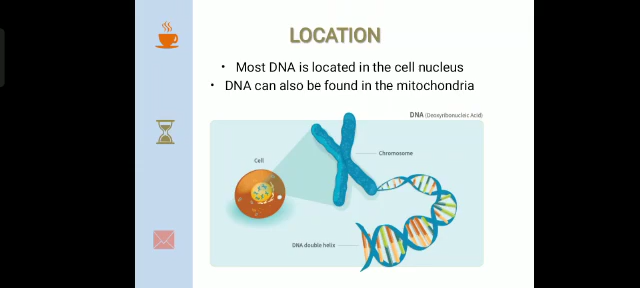 LOCATION
• Most DNA is located in the cell nucleus
• DNA can also be found in the mitochondria
DNA (Deoxyribonucleic Acid)
Chromosome
Cell
DNA double helix